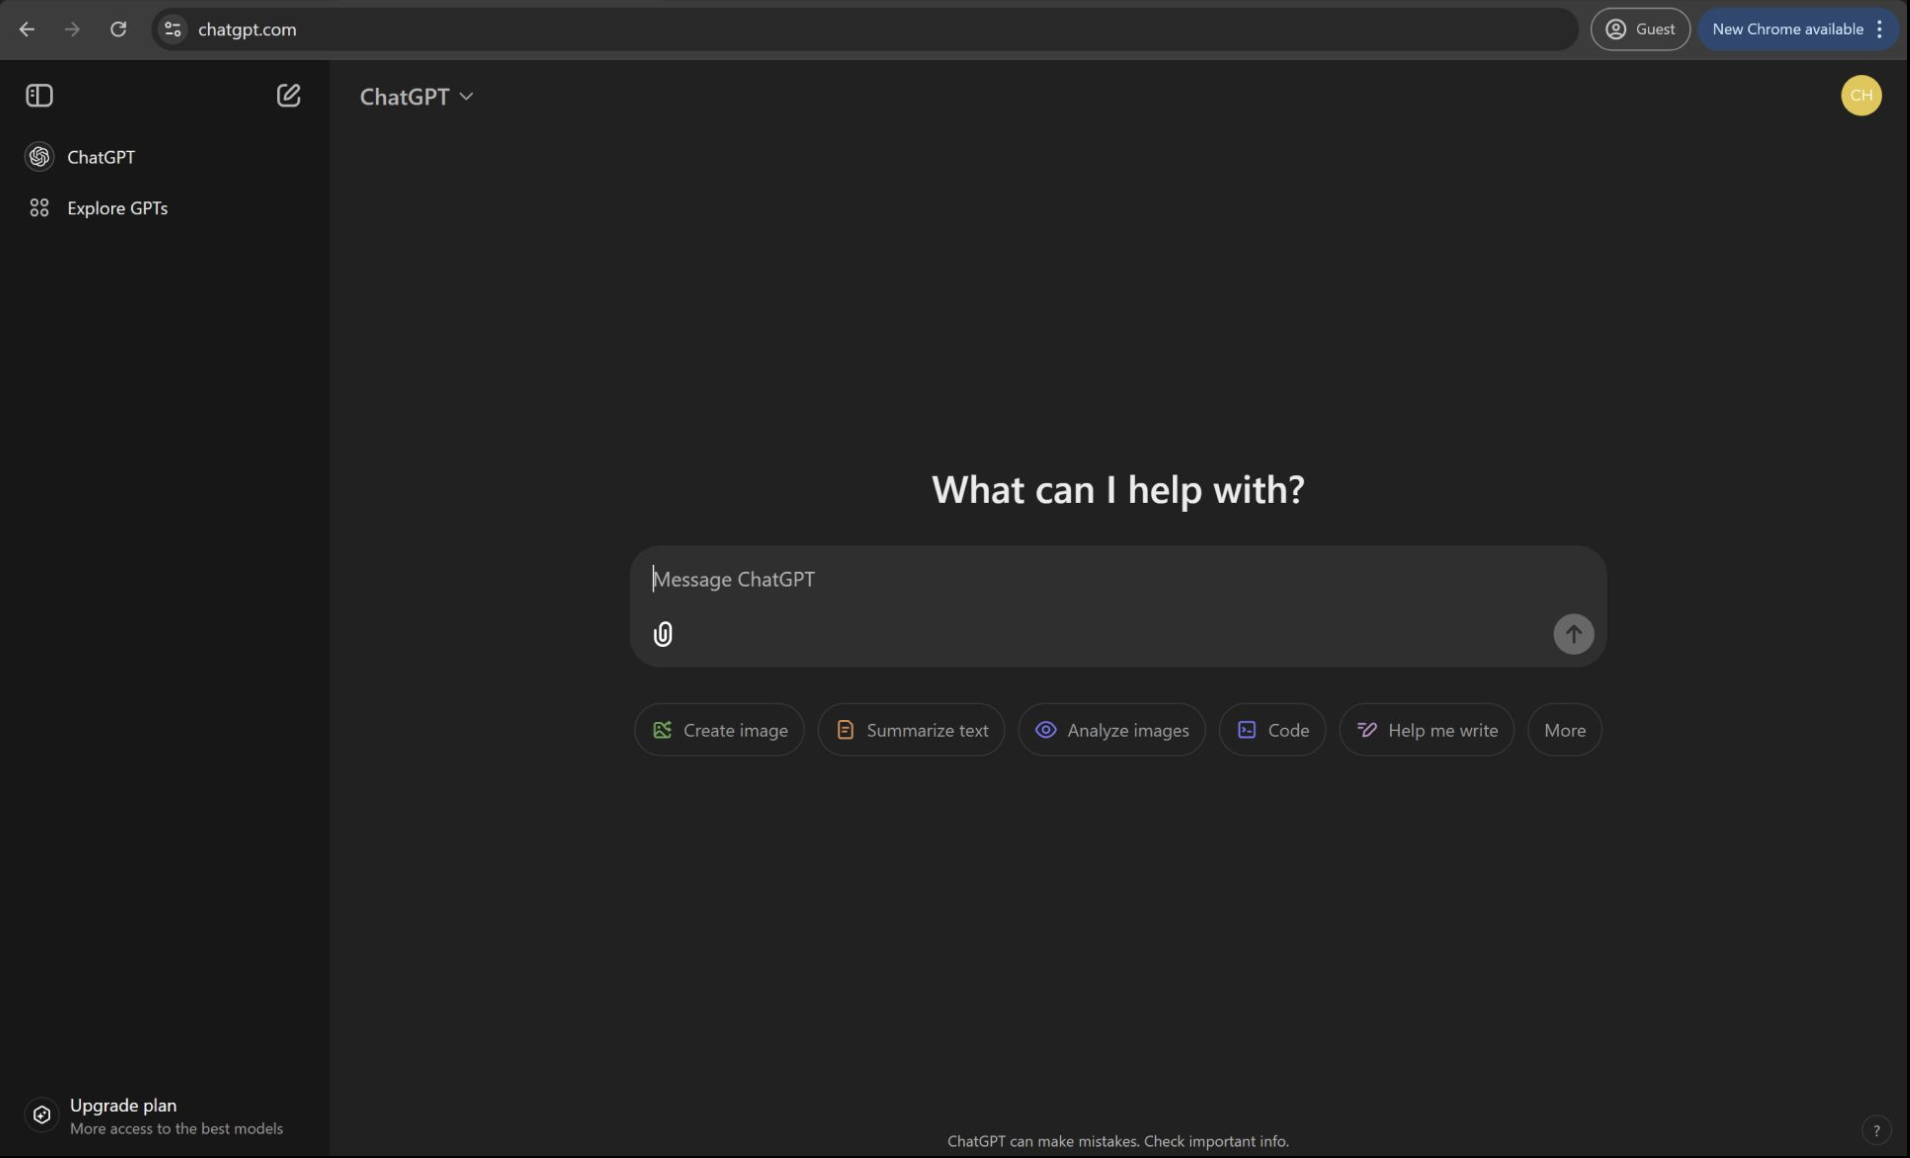 chatgpt.com
Guest
New Chrome available
ChatGPT
CH
ChatGPT
Explore GPTs
What can I help with?
Message ChatGPT
Create image
Summarize text
Analyze images
Code
Help me write
More
Upgrade plan
More access to the best models
ChatGPT can make mistakes. Check important info.
?